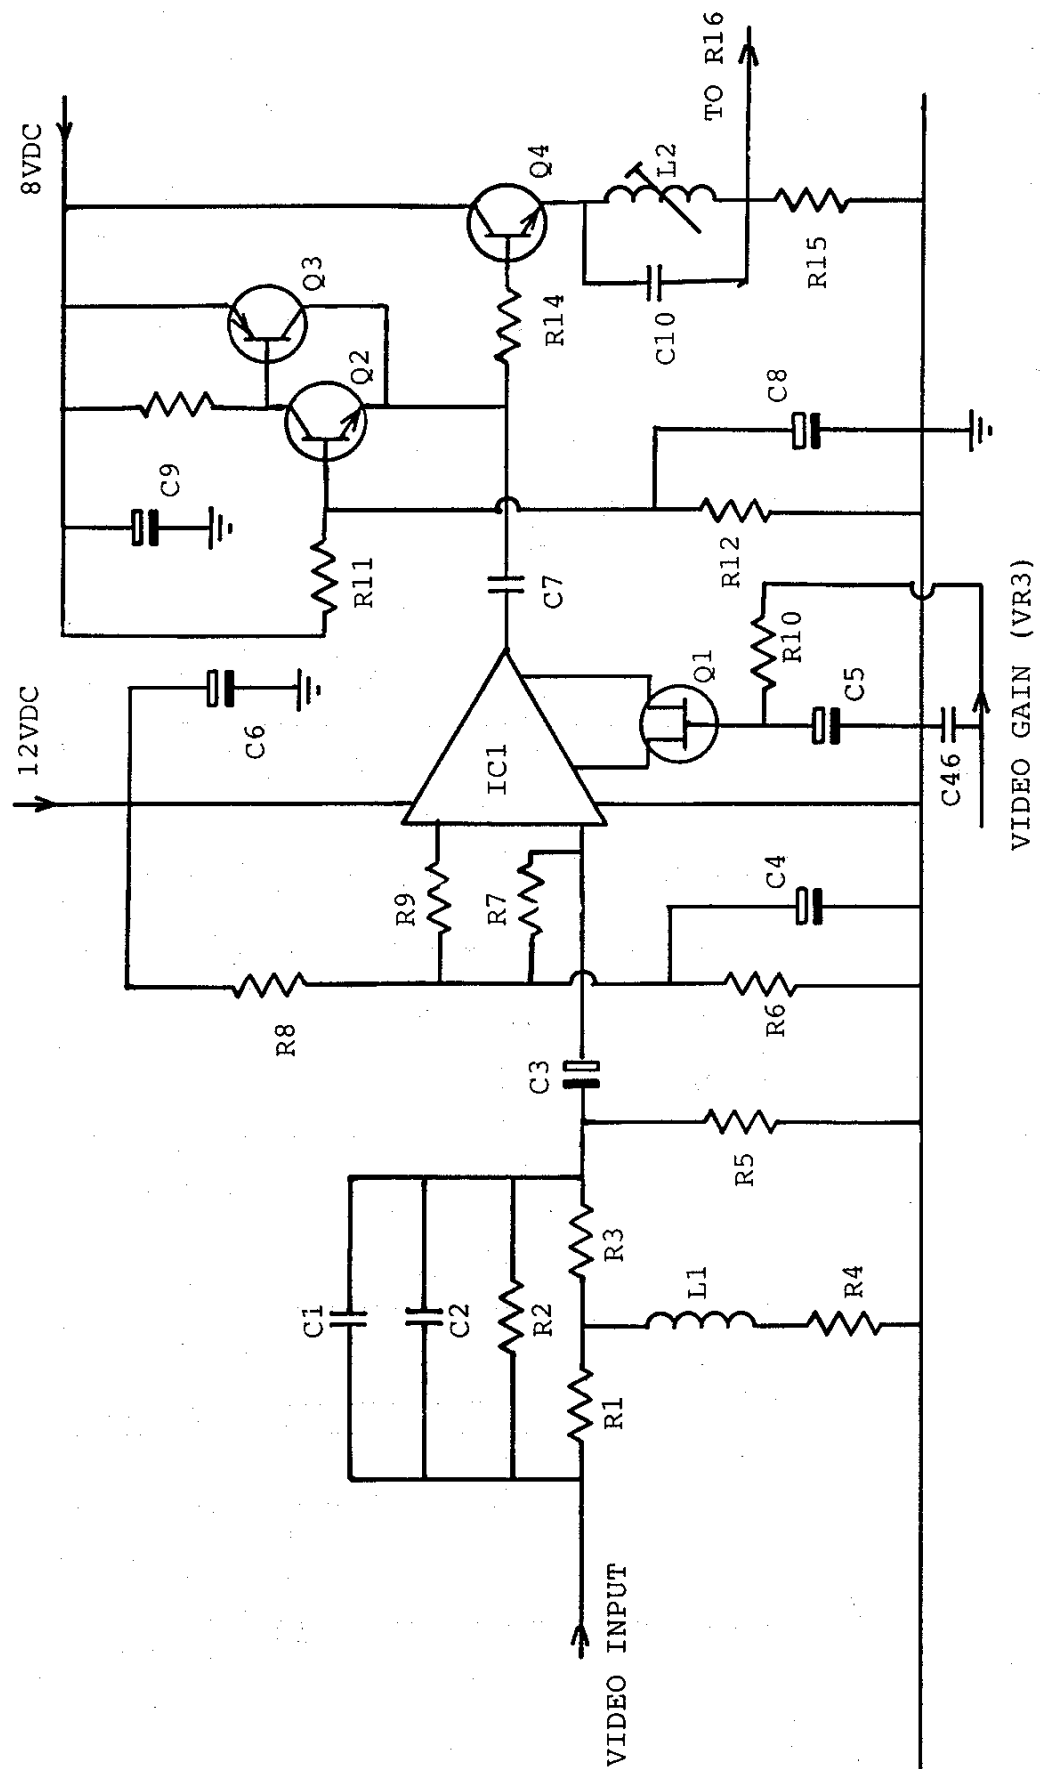 12VDC
8VDC
C6
C9
R11
Q2
Q3
Q4
R8
R9
R7
IC1
C7
R14
C10
L2
TO R16
C1
C2
R2
C3
R1
R3
L1
R4
R5
R6
C4
Q1
R10
C5
C46
R12
C8
R15
VIDEO INPUT
VIDEO GAIN (VR3)